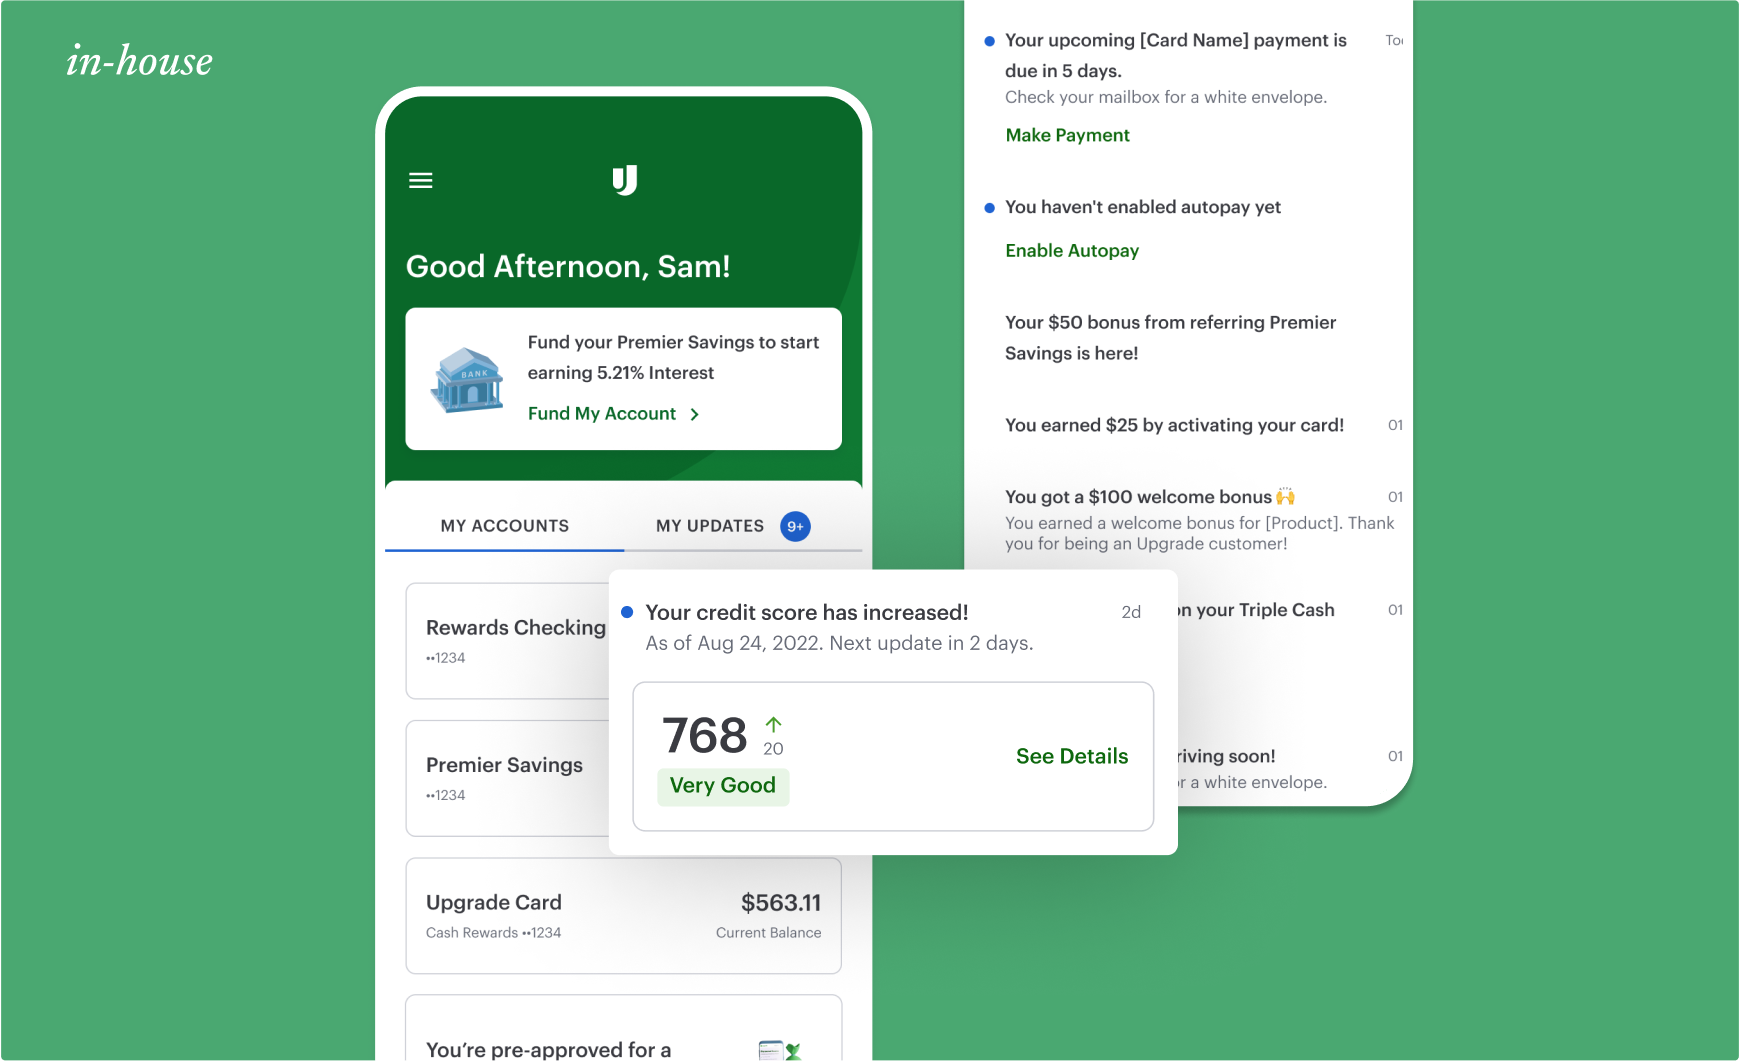 in-house
Good Afternoon, Sam!
BANK
Fund your Premier Savings to start
earning 5.21% Interest
Fund My Account
MY ACCOUNTS
MY UPDATES
9+
Rewards Checking
••1234
Premier Savings
••1234
Upgrade Card
$563.11
Cash Rewards ••1234
Current Balance
You’re pre-approved for a
Your upcoming [Card Name] payment is
due in 5 days.
Check your mailbox for a white envelope.
Make Payment
You haven't enabled autopay yet
Enable Autopay
Your $50 bonus from referring Premier
Savings is here!
You earned $25 by activating your card!
01
You got a $100 welcome bonus 🙌
01
You earned a welcome bonus for [Product]. Thank
you for being an Upgrade customer!
your Triple Cash
01
soon!
01
a white envelope.
Your credit score has increased!
2d
As of Aug 24, 2022. Next update in 2 days.
768
20
Very Good
See Details